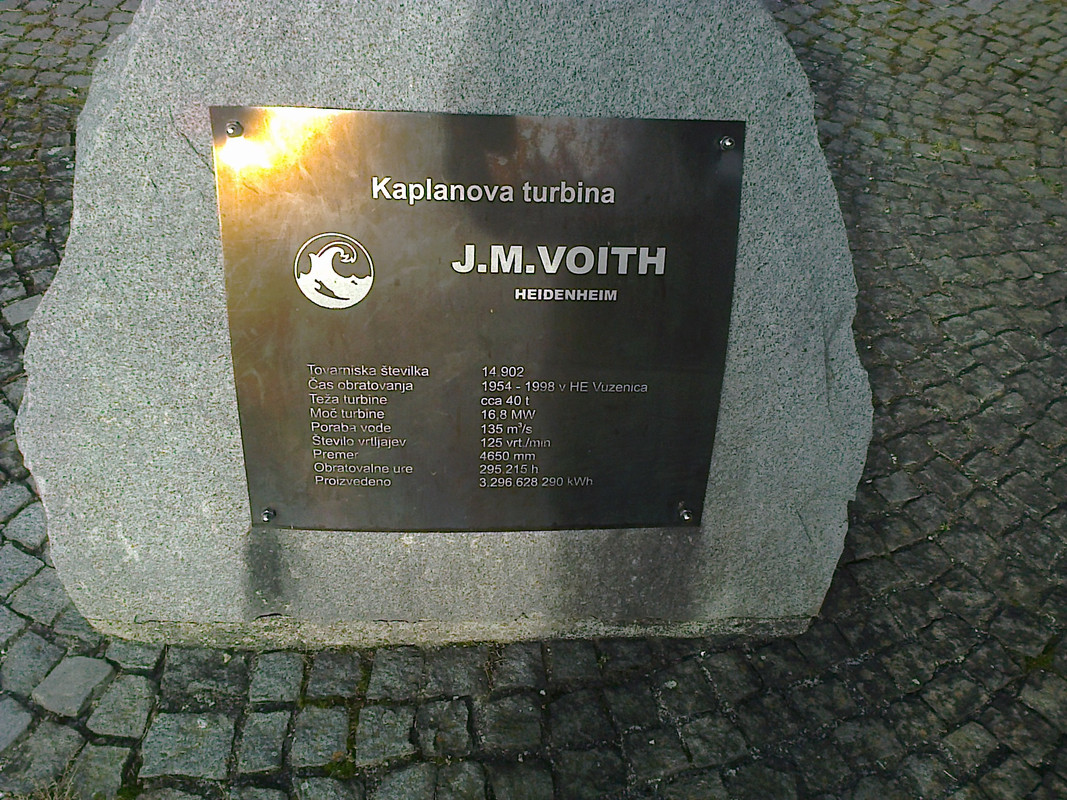 Kaplanova turbina
J.M.VOITH
HEIDENHEIM
Tovarniska številka 14 902
Čas obratovanja 1954 - 1998 v HE Vuzenica
Teža turbine cca 40 t
Moč turbine 16,8 MW
Poraba vode 135 m³/s
Število vrtljajev 125 vrt./min
Premer 4650 mm
Obratovalne ure 295 215 h
Proizvedeno 3 296 628 290 kWh